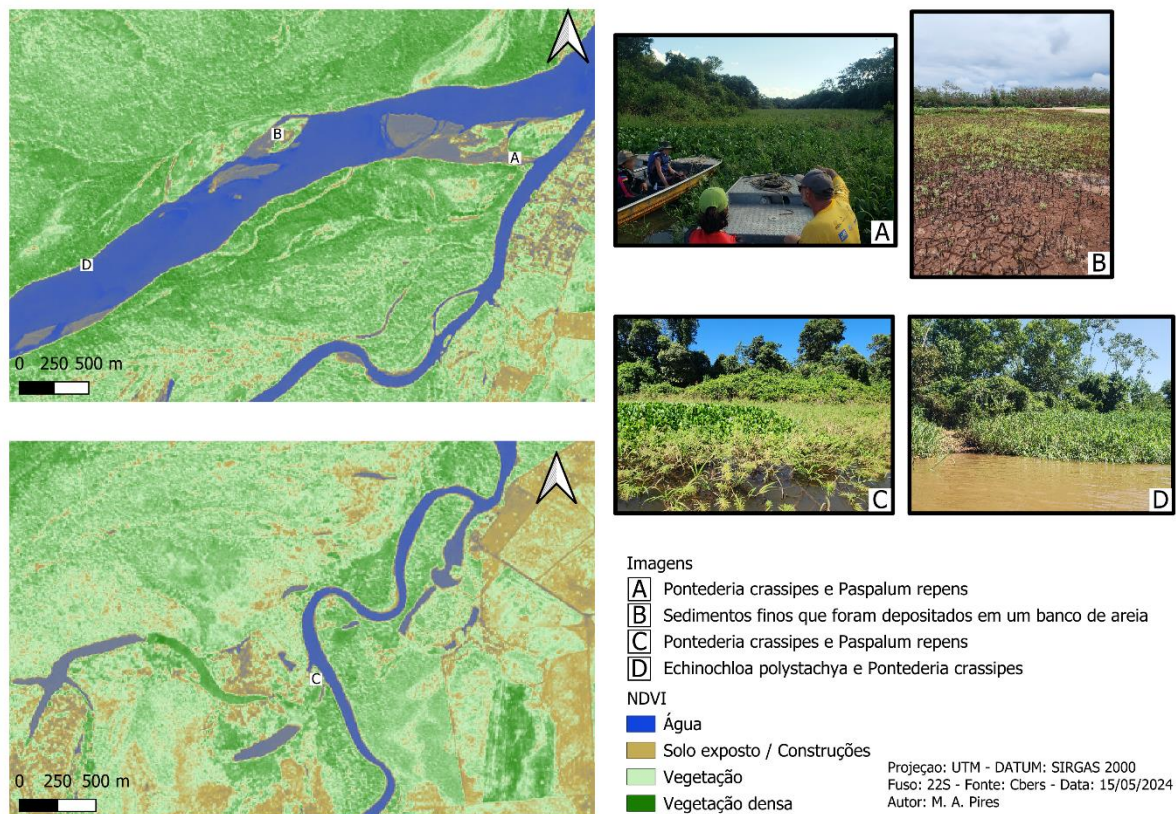 B
A
D
0 250 500 m
C
0 250 500 m
A
B
C
D
Imagens
A Pontederia crassipes e Paspalum repens
B Sedimentos finos que foram depositados em um banco de areia
C Pontederia crassipes e Paspalum repens
D Echinochloa polystachya e Pontederia crassipes
NDVI
Água
Solo exposto / Construções
Vegetação
Vegetação densa
Projeçao: UTM - DATUM: SIRGAS 2000
Fuso: 22S - Fonte: Cbers - Data: 15/05/2024
Autor: M. A. Pires